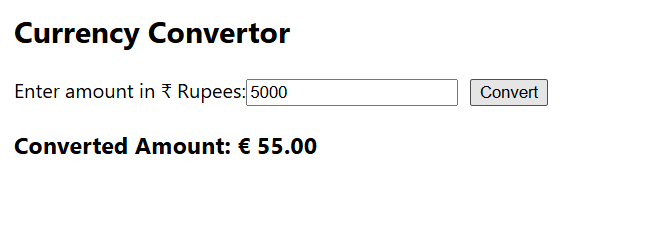 Currency Convertor
Enter amount in ₹ Rupees:5000 Convert
Converted Amount: € 55.00